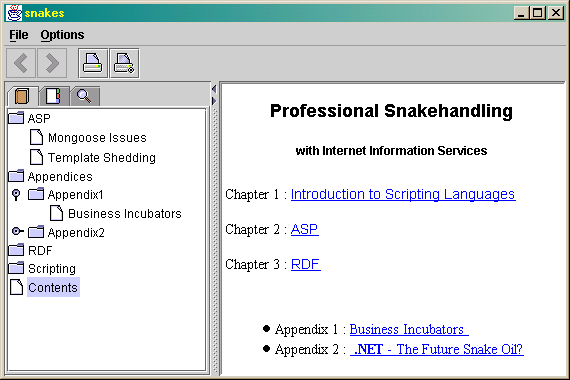 snakes
File Options
ASP
Mongoose Issues
Template Shedding
Appendices
Appendix1
Business Incubators
Appendix2
RDF
Scripting
Contents
Professional Snakehandling
with Internet Information Services
Chapter 1 : Introduction to Scripting Languages
Chapter 2 : ASP
Chapter 3 : RDF
Appendix 1 : Business Incubators
Appendix 2 : .NET - The Future Snake Oil?